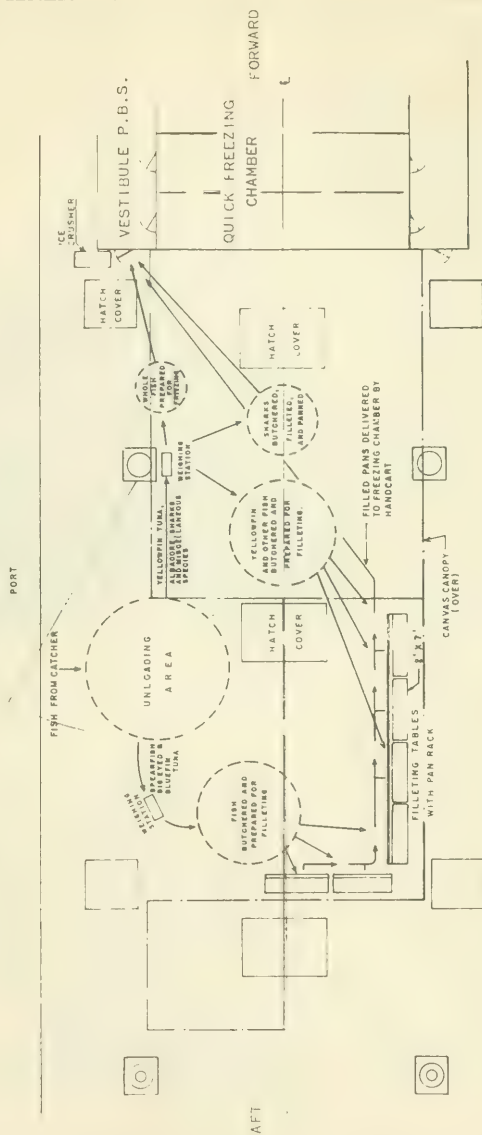 PORT
FISH FROM CATCHER
UNLOADING
AREA
WEIGHING
STATION
SPEARFISH
BIG EYED &
BLUEFIN
TUNA
FISH
BUTCHERED AND
PREPARED FOR
FILLETING
YELLOWFIN TUNA,
ALBACORE, SHARKS
AND MISCELLANEOUS
SPECIES
WEIGHING
STATION
WHOLE
FISH
PREPARED
FOR
FREEZING
HATCH
COVER
ICE
CRUSHER
VESTIBULE P.B.S.
QUICK FREEZING
CHAMBER
FORWARD
℄
HATCH
COVER
SHARKS
BUTCHERED,
FILLETED,
AND PANNED
YELLOWFIN
AND OTHER FISH
BUTCHERED AND
PREPARED FOR
FILLETING.
HATCH
COVER
FILLED PANS DELIVERED
TO FREEZING CHAMBER BY
HANDCART
CANVAS CANOPY
(OVER)
2' X 7'
FILLETING TABLES
WITH PAN RACK
AFT